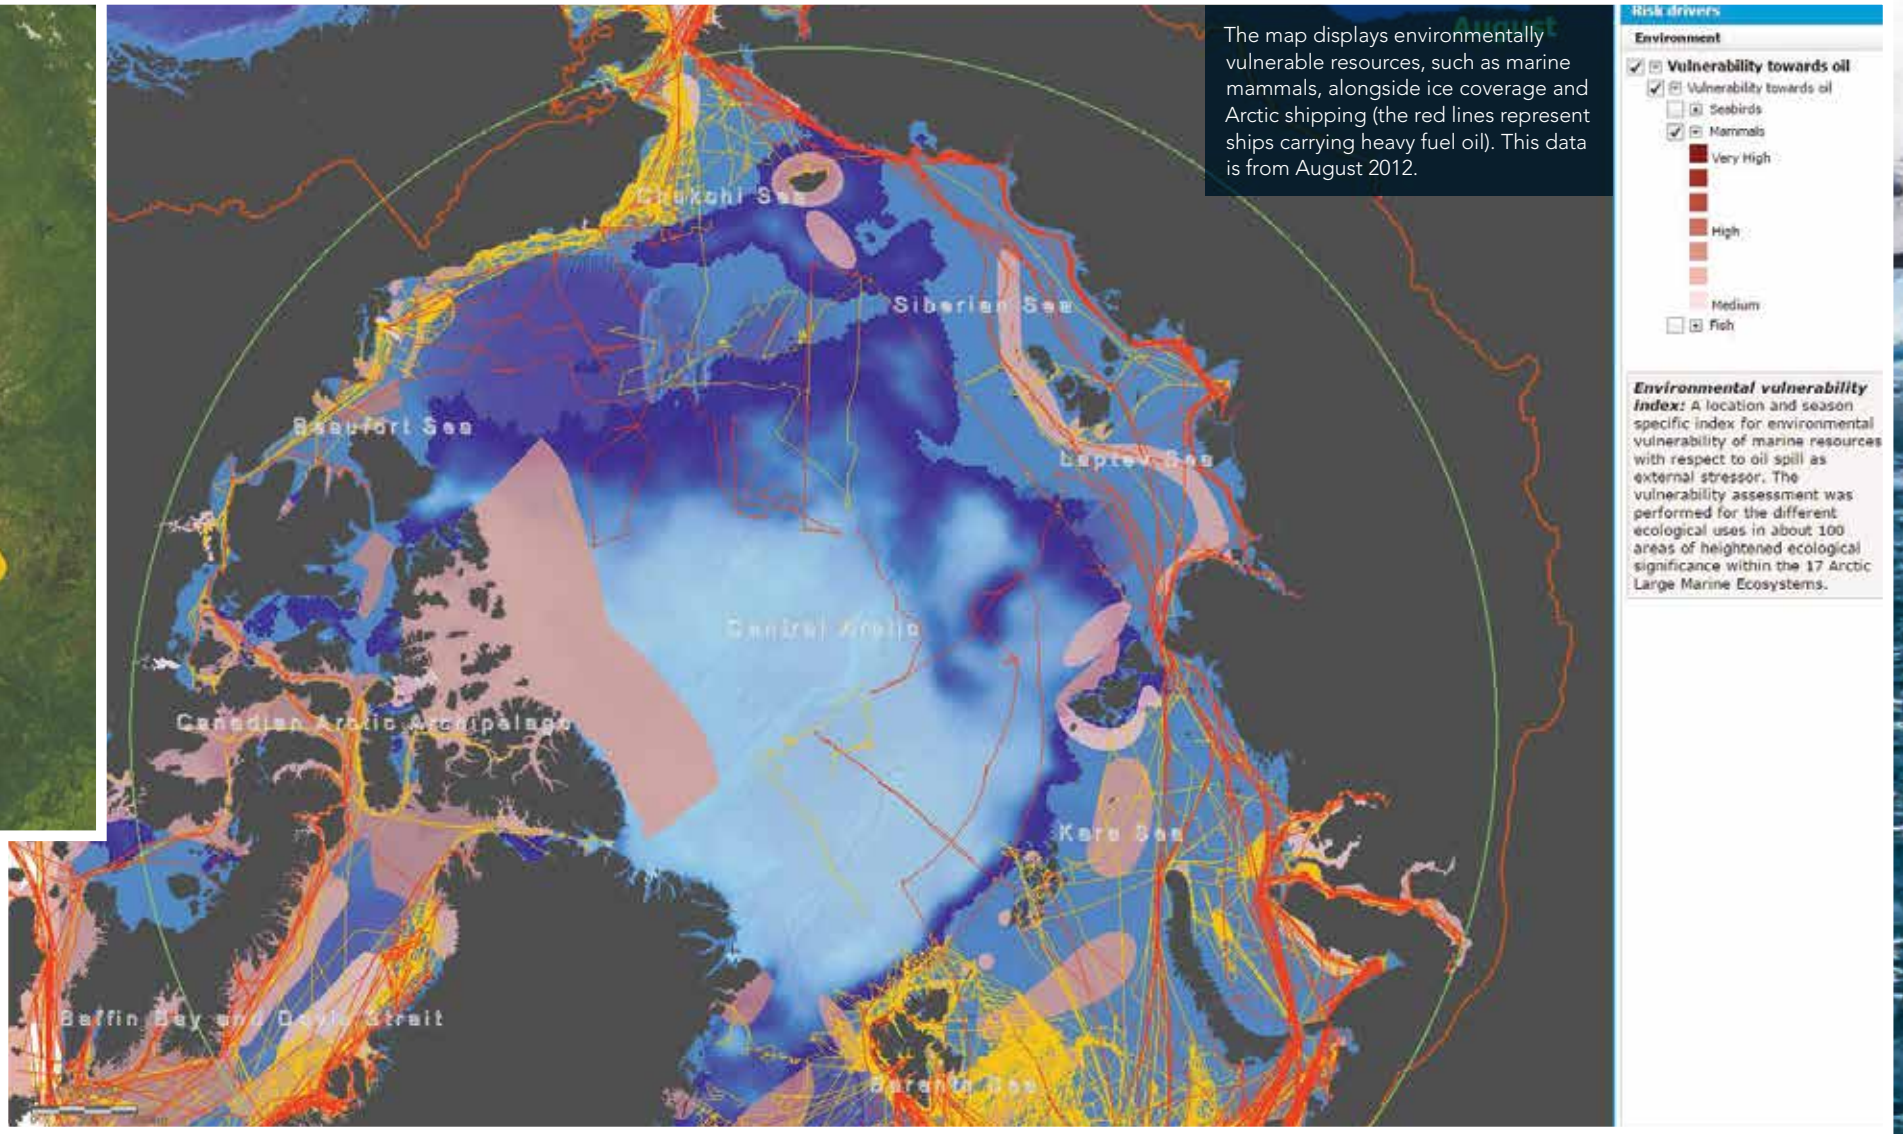 August
The map displays environmentally
vulnerable resources, such as marine
mammals, alongside ice coverage and
Arctic shipping (the red lines represent
ships carrying heavy fuel oil). This data
is from August 2012.
Chukchi Sea
Siberian Sea
Beaufort Sea
Laptev Sea
Central Arctic
Canadian Arctic Archipelago
Kara Sea
Baffin Bay and Davis Strait
Barents Sea
Risk drivers
Environment
Vulnerability towards oil
Vulnerability towards oil
Seabirds
Mammals
Very High
High
Medium
Fish
Environmental vulnerability
index: A location and season
specific index for environmental
vulnerability of marine resources
with respect to oil spill as
external stressor. The
vulnerability assessment was
performed for the different
ecological uses in about 100
areas of heightened ecological
significance within the 17 Arctic
Large Marine Ecosystems.